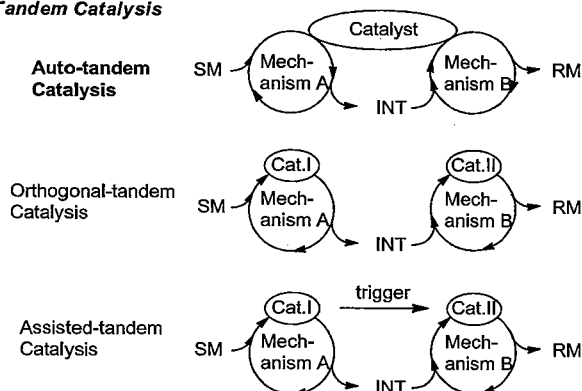 Tandem Catalysis
Auto-tandem
Catalysis
SM
Mech-
anism A
Catalyst
INT
Mech-
anism B
RM
Orthogonal-tandem
Catalysis
SM
Cat.I
Mech-
anism A
INT
Cat.II
Mech-
anism B
RM
Assisted-tandem
Catalysis
SM
Cat.I
Mech-
anism A
trigger
INT
Cat.II
Mech-
anism B
RM